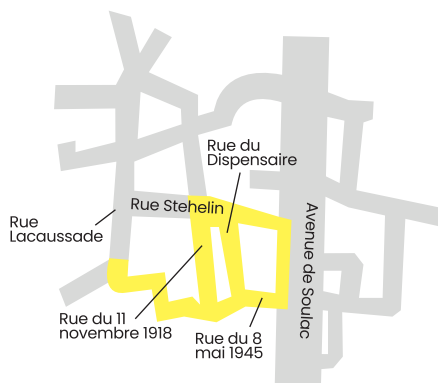 Rue du
Dispensaire
Rue Stehelin
Rue
Lacaussade
Avenue de Soulac
Rue du 11
novembre 1918
Rue du 8
mai 1945